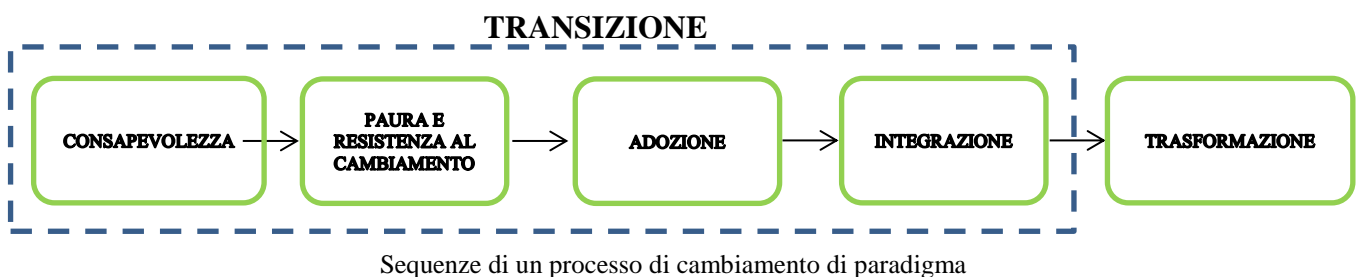 TRANSIZIONE
CONSAPEVOLEZZA
PAURA E
RESISTENZA AL
CAMBIAMENTO
ADOZIONE
INTEGRAZIONE
TRASFORMAZIONE
Sequenze di un processo di cambiamento di paradigma